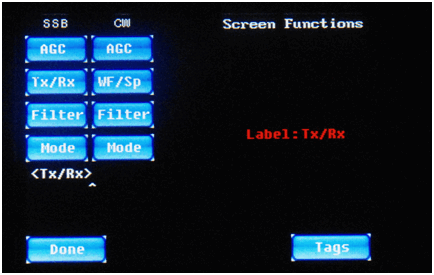 SSB CW Screen Functions
AGC AGC
Tx/Rx WF/Sp
Filter Filter
Label:Tx/Rx
Mode Mode
<Tx/Rx>
^
Done Tags